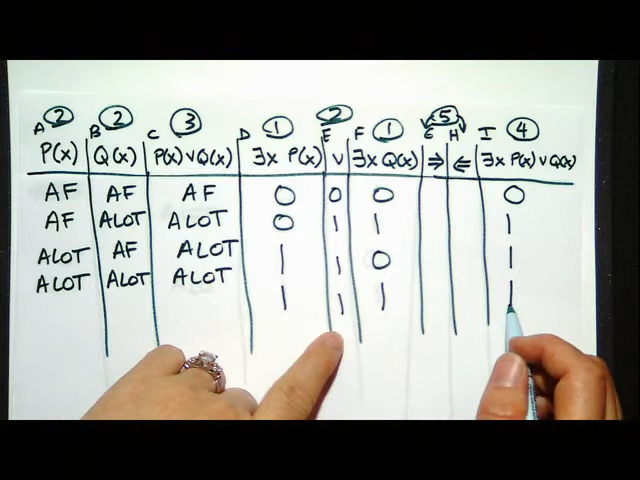 ② ② ③ ① ② ① ⑤ ④
A B C D E F G H I
P(x) Q(x) P(x)∨Q(x) ∃x P(x) ∨ ∃x Q(x) ⇒ ⇐ ∃x P(x)∨Q(x)
AF AF AF 0 0 0 0
AF ALOT ALOT 0 1 1 1
ALOT AF ALOT 1 1 0 1
ALOT ALOT ALOT 1 1 1 1